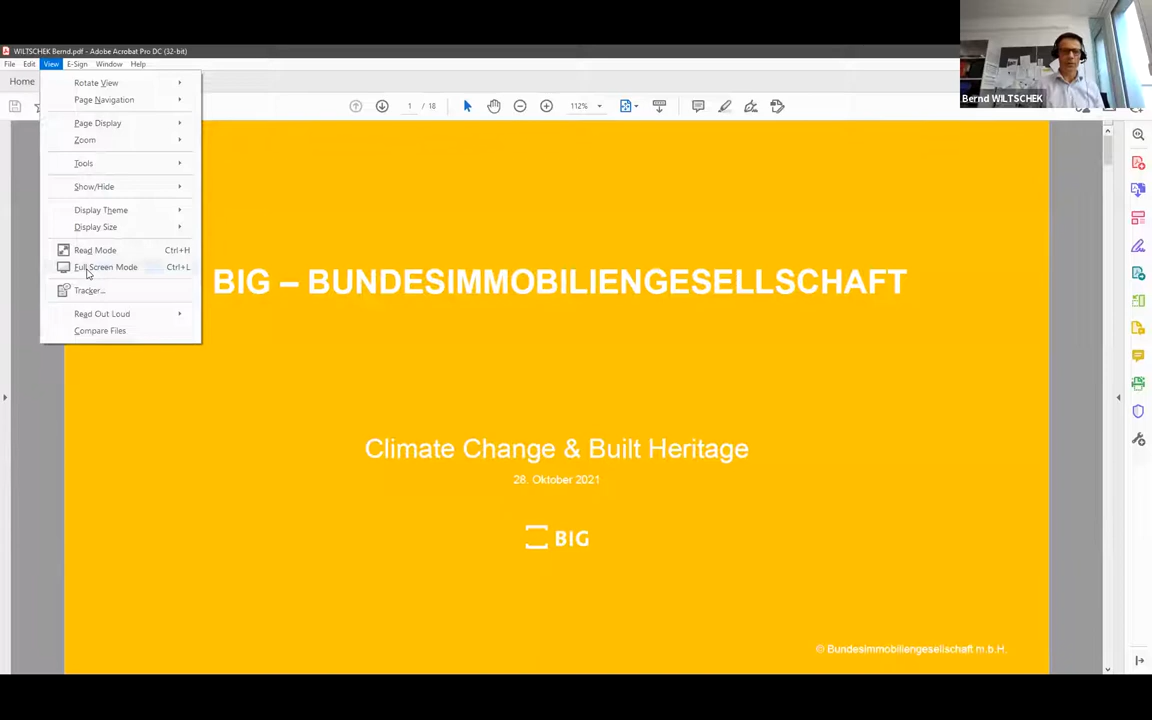 WILTSCHEK Bernd.pdf - Adobe Acrobat Pro DC (32-bit)
File Edit View E-Sign Window Help
Home
1 / 18
112%
Rotate View
Page Navigation
Page Display
Zoom
Tools
Show/Hide
Display Theme
Display Size
Read Mode Ctrl+H
Full Screen Mode Ctrl+L
Tracker...
Read Out Loud
Compare Files
Bernd WILTSCHEK
BIG – BUNDESIMMOBILIENGESELLSCHAFT
Climate Change & Built Heritage
28. Oktober 2021
BIG
© Bundesimmobiliengesellschaft m.b.H.